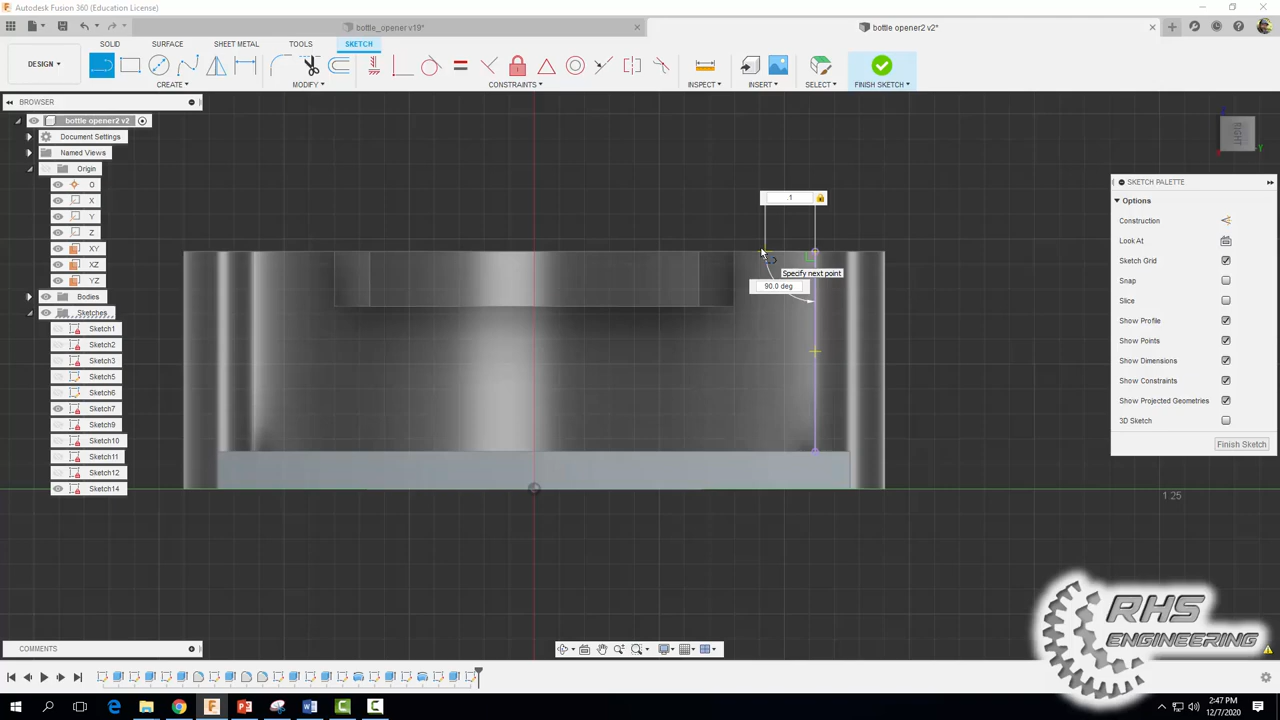 Autodesk Fusion 360 (Education License)
bottle_opener v19*
bottle opener2 v2*
SOLID
SURFACE
SHEET METAL
TOOLS
SKETCH
DESIGN
CREATE
MODIFY
CONSTRAINTS
INSPECT
INSERT
SELECT
FINISH SKETCH
BROWSER
bottle opener2 v2
Document Settings
Named Views
Origin
O
X
Y
Z
XY
XZ
YZ
Bodies
Sketches
Sketch1
Sketch2
Sketch3
Sketch5
Sketch6
Sketch7
Sketch9
Sketch10
Sketch11
Sketch12
Sketch14
.1
Specify next point
90.0 deg
RIGHT
Z
Y
SKETCH PALETTE
Options
Construction
Look At
Sketch Grid
Snap
Slice
Show Profile
Show Points
Show Dimensions
Show Constraints
Show Projected Geometries
3D Sketch
Finish Sketch
1.25
RHS
ENGINEERING
COMMENTS
2:47 PM
12/7/2020